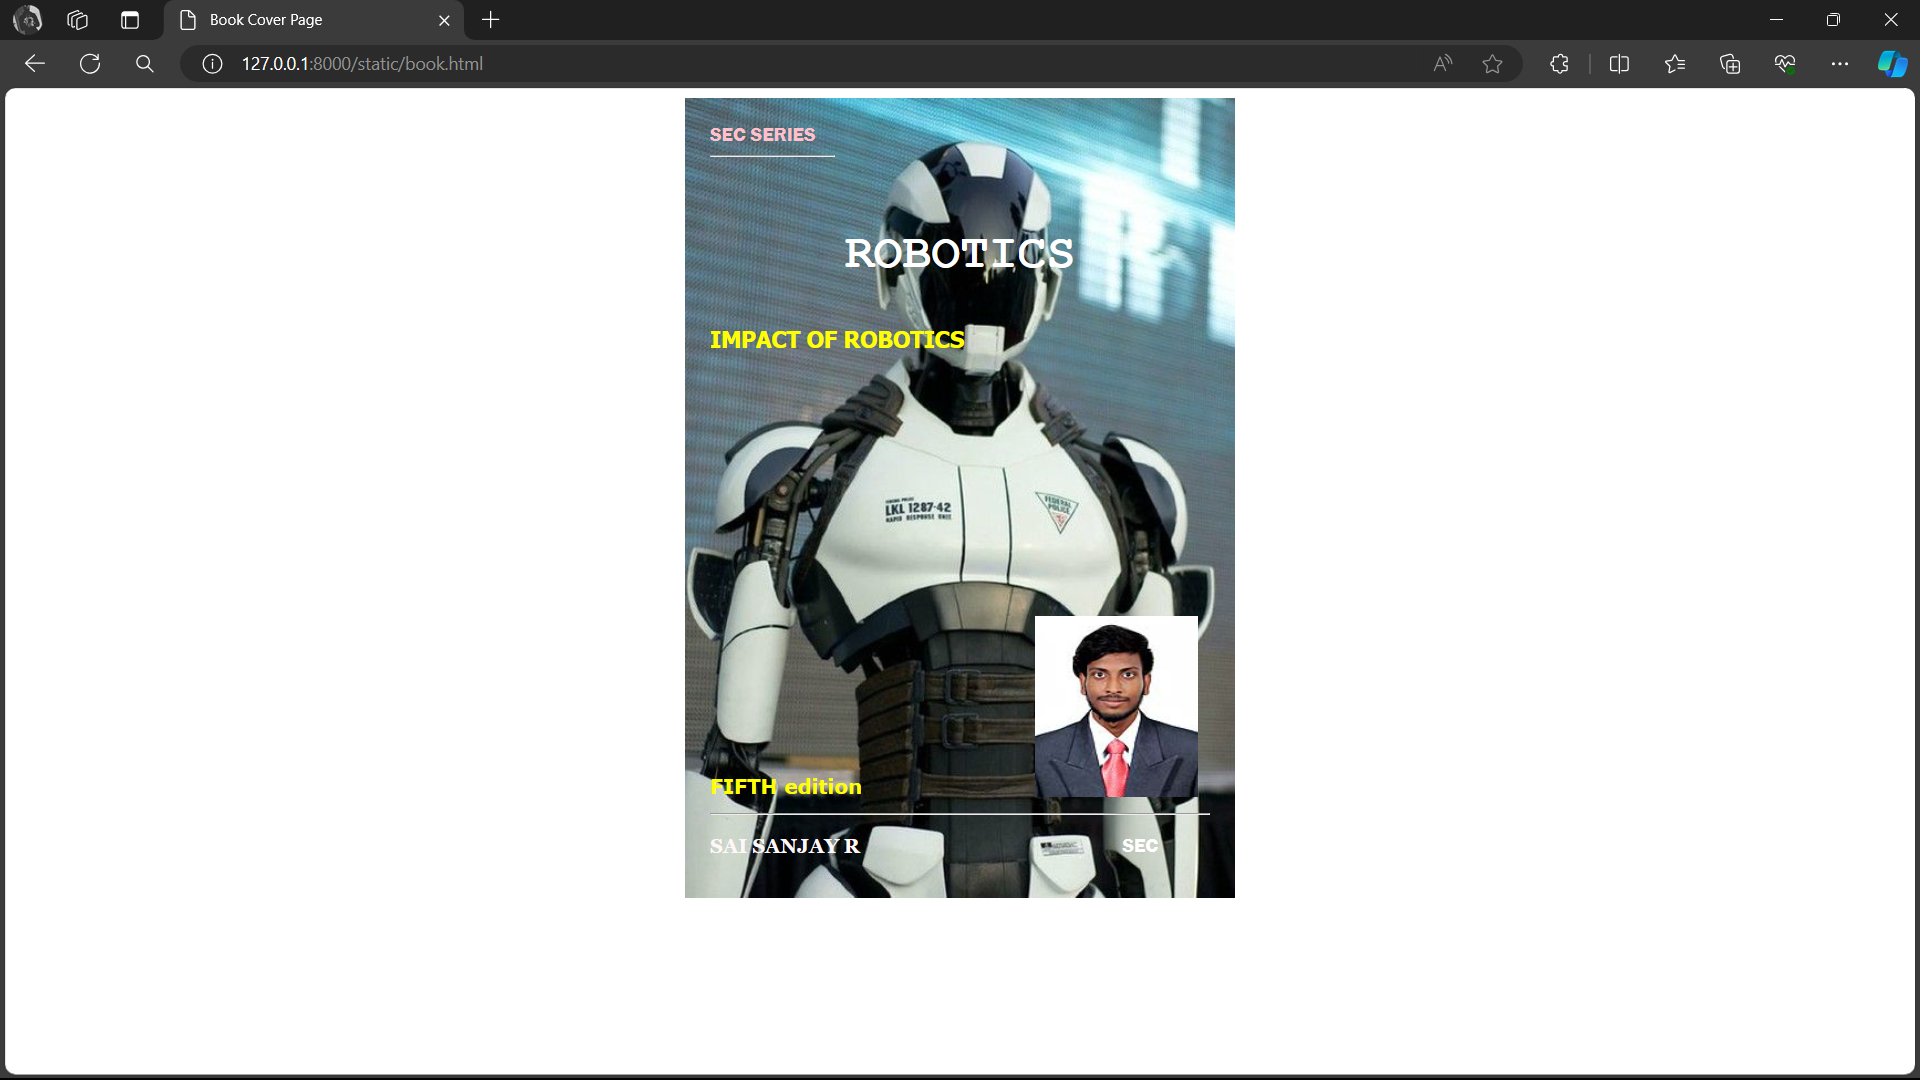 Book Cover Page
127.0.0.1:8000/static/book.html
SEC SERIES
ROBOTICS
IMPACT OF ROBOTICS
LKL 1287-42
RAPID RESPONSE UNIT
FEDERAL
POLICE
FIFTH edition
SAI SANJAY R
SEC